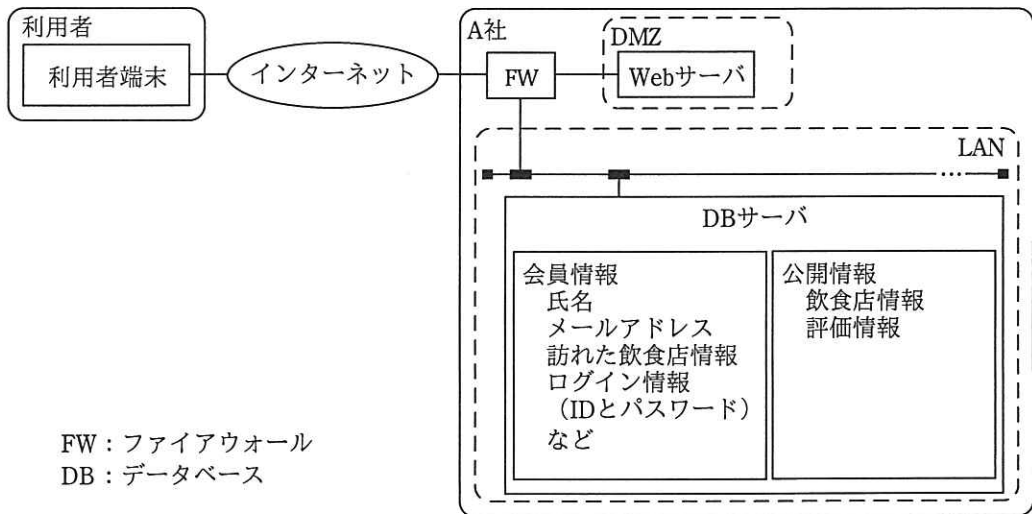 利用者
利用者端末
インターネット
A社
FW
DMZ
Webサーバ
LAN
DBサーバ
会員情報
氏名
メールアドレス
訪れた飲食店情報
ログイン情報
(IDとパスワード)
など
公開情報
飲食店情報
評価情報
FW：ファイアウォール
DB：データベース